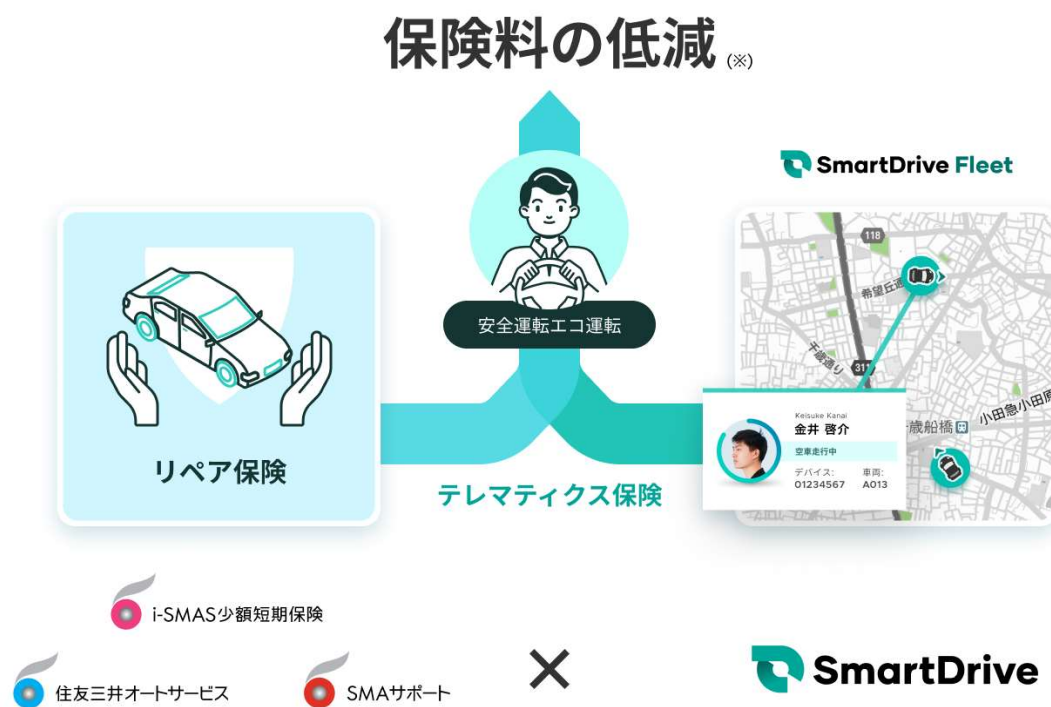 保険料の低減 (※)
SmartDrive Fleet
118
希望丘通
安全運転エコ運転
千歳通り
311
小田急小田原
歳船橋
Keisuke Kanai
金井 啓介
空車走行中
デバイス:
車両:
01234567
A013
リペア保険
テレマティクス保険
i-SMAS少額短期保険
住友三井オートサービス
SMAサポート
×
SmartDrive